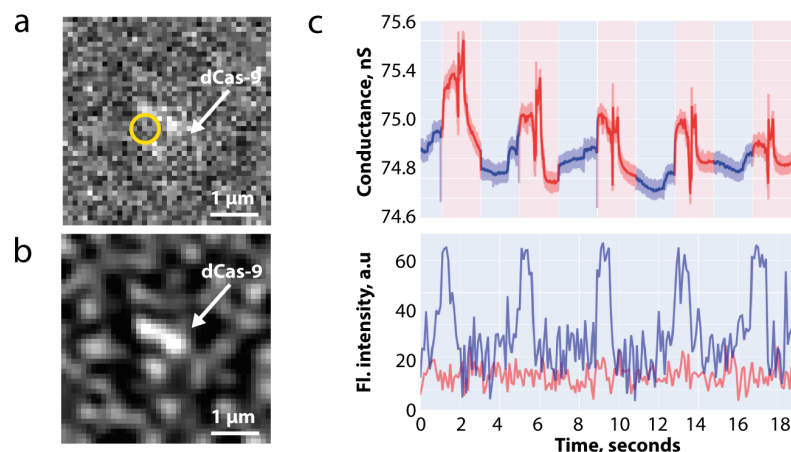 a
dCas-9
1 µm
b
dCas-9
1 µm
c
Conductance, nS
75.6
75.4
75.0
74.8
74.6
Fl. intensity, a.u
60
40
20
0
0 2 4 6 8 10 12 14 16 18
Time, seconds